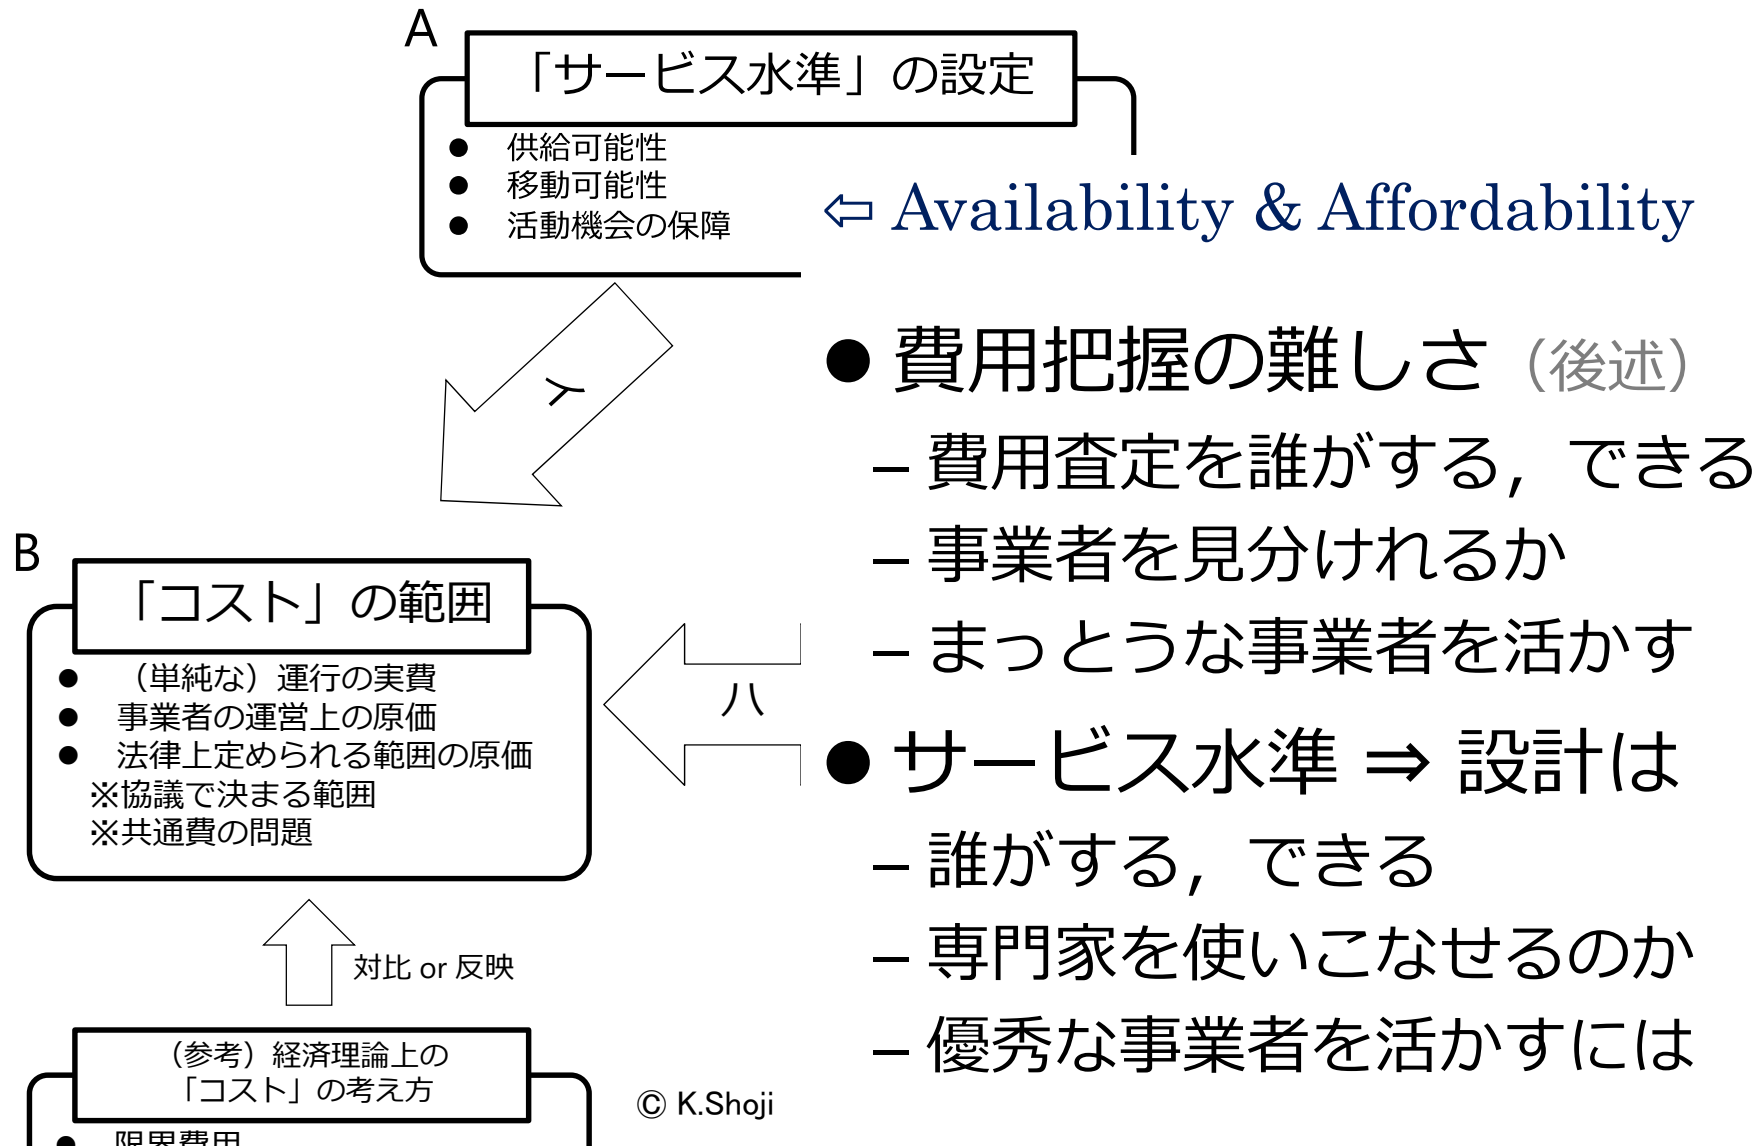 A
「サービス水準」の設定
● 供給可能性
● 移動可能性
● 活動機会の保障
⇦ Availability & Affordability
イ
B
「コスト」の範囲
● （単純な）運行の実費
● 事業者の運営上の原価
● 法律上定められる範囲の原価
※協議で決まる範囲
※共通費の問題
ハ
対比 or 反映
（参考）経済理論上の
「コスト」の考え方
● 限界費用
© K.Shoji
● 費用把握の難しさ（後述）
– 費用査定を誰がする，できる
– 事業者を見分けれるか
– まっとうな事業者を活かす
● サービス水準 ⇒ 設計は
– 誰がする，できる
– 専門家を使いこなせるのか
– 優秀な事業者を活かすには